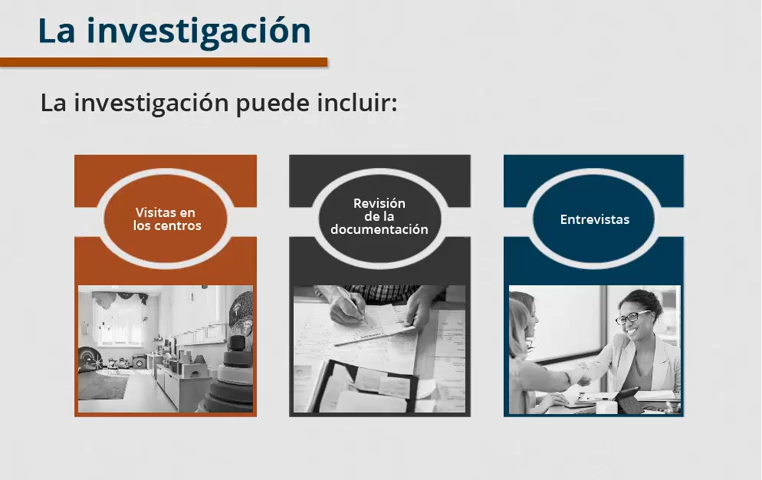 La investigación
La investigación puede incluir:
Visitas en
los centros
Revisión
de la
documentación
Entrevistas